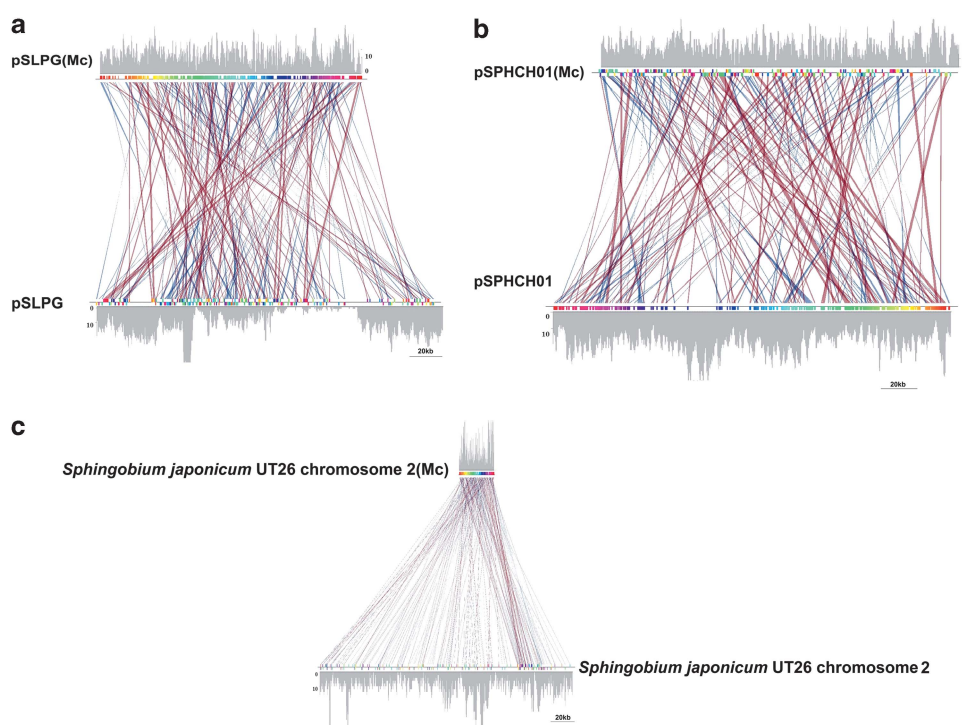 a
pSLPG(Mc)
10
0
pSLPG
0
10
20kb
b
pSPHCH01(Mc)
pSPHCH01
0
10
20kb
c
Sphingobium japonicum UT26 chromosome 2(Mc)
Sphingobium japonicum UT26 chromosome 2
0
10
20kb